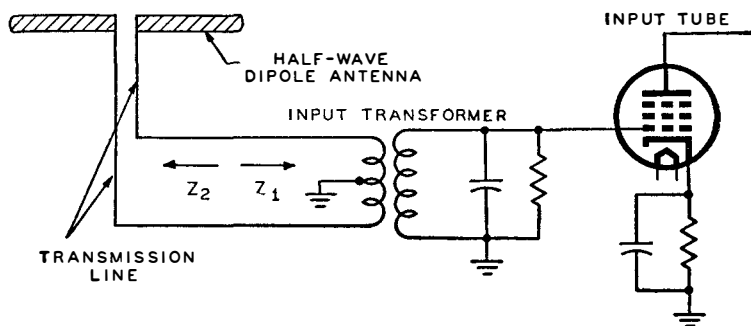 INPUT TUBE
HALF-WAVE
DIPOLE ANTENNA
INPUT TRANSFORMER
Z2 Z1
TRANSMISSION
LINE